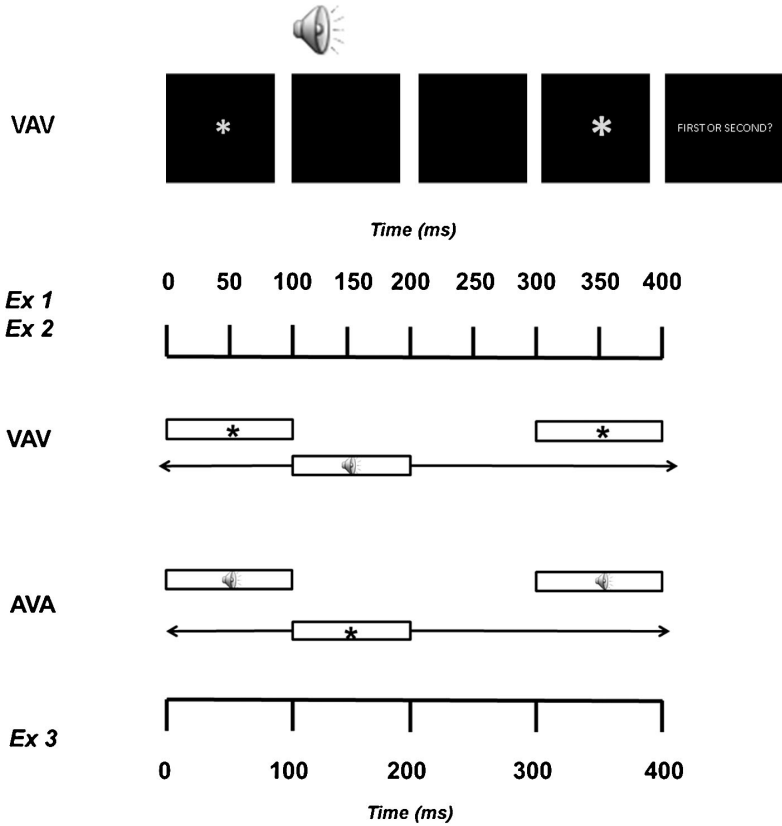 VAV
* * FIRST OR SECOND?
Time (ms)
Ex 1
Ex 2
0 50 100 150 200 250 300 350 400
VAV
* *
AVA
*
Ex 3
0 100 200 300 400
Time (ms)